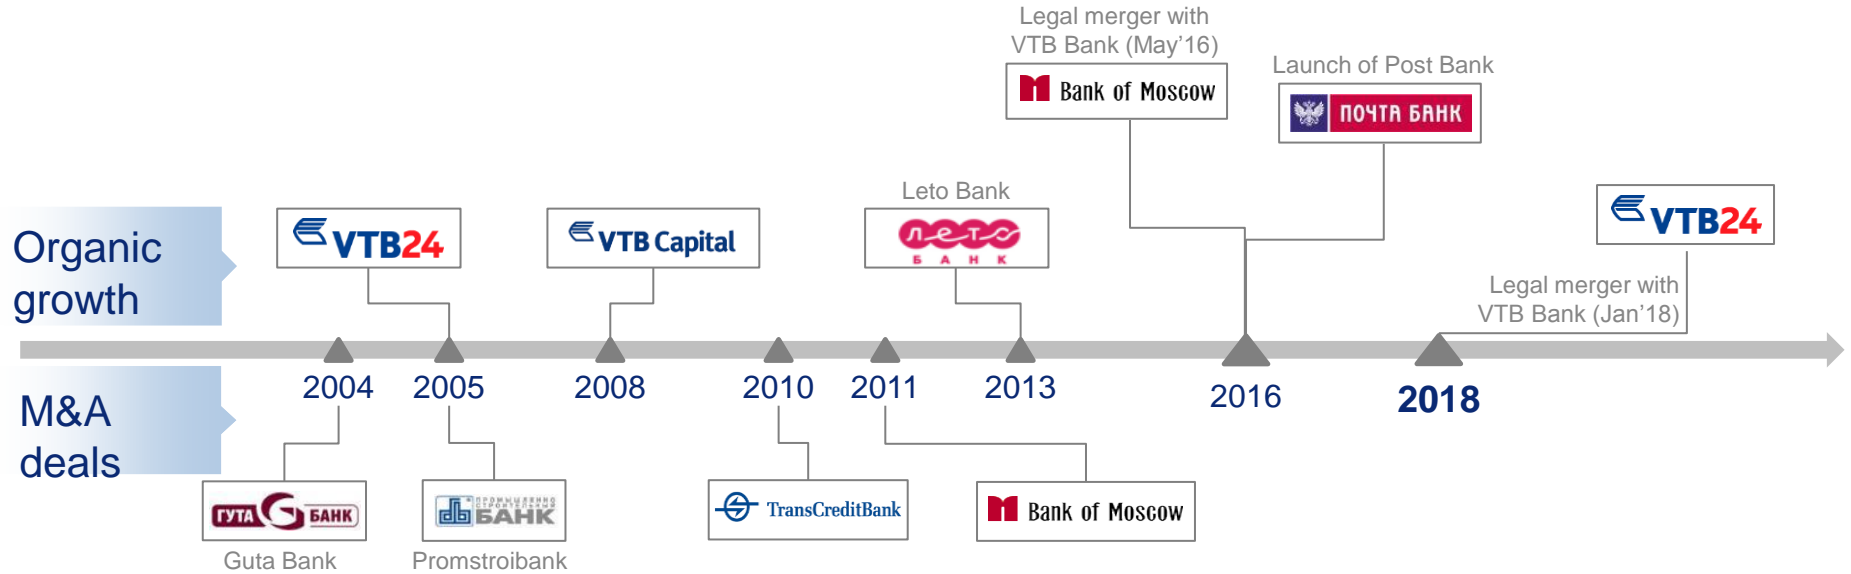 Legal merger with
VTB Bank (May’16)
Bank of Moscow
Launch of Post Bank
ПОЧТА БАНК
Leto Bank
лето
БАНК
VTB24
VTB Capital
VTB24
Organic
growth
Legal merger with
VTB Bank (Jan’18)
2004
2005
2008
2010
2011
2013
2016
2018
M&A
deals
ГУТА БАНК
Guta Bank
ПРОМЫШЛЕННО
СТРОИТЕЛЬНЫЙ
БАНК
Promstroibank
TransCreditBank
Bank of Moscow